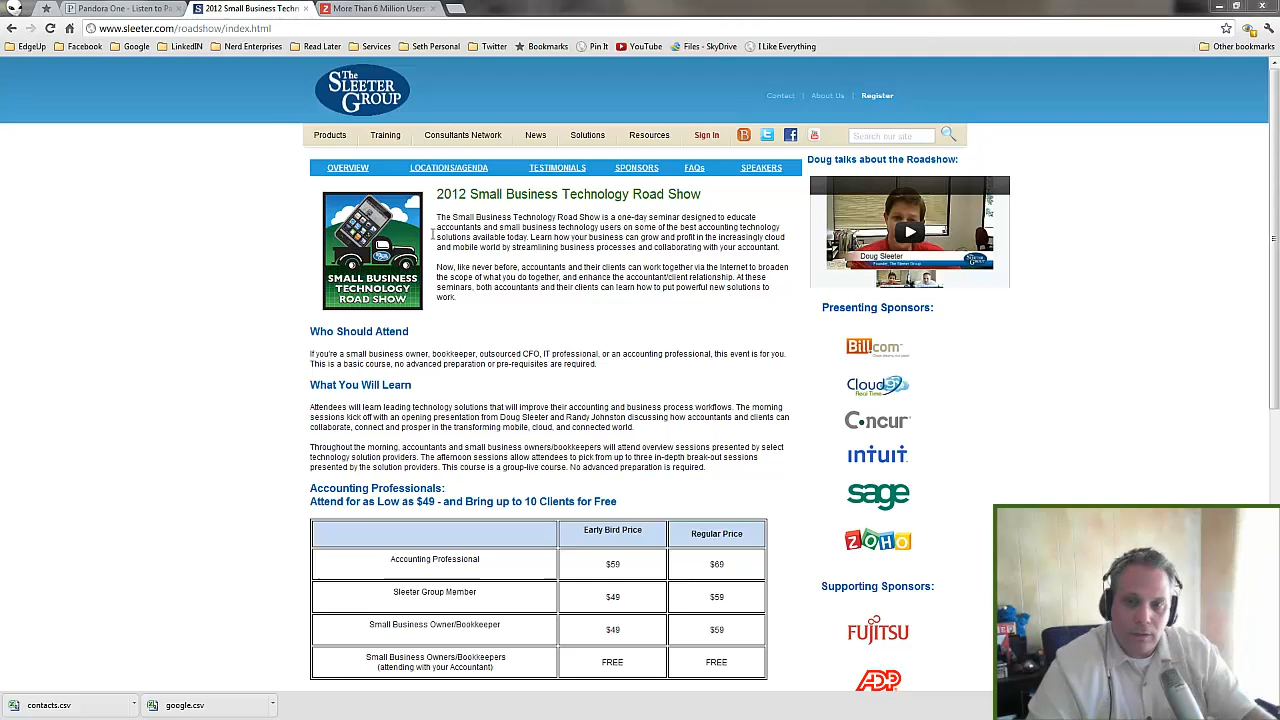 Pandora One - Listen to Pa
2012 Small Business Techn
More Than 6 Million Users
www.sleeter.com/roadshow/index.html
EdgeUp
Facebook
Google
LinkedIN
Nerd Enterprises
Read Later
Services
Seth Personal
Twitter
Bookmarks
Pin It
YouTube
Files - SkyDrive
I Like Everything
Other bookmarks
The
SLEETER
GROUP
Contact | About Us | Register
Products
Training
Consultants Network
News
Solutions
Resources
Sign In
Search our site
OVERVIEW
LOCATIONS/AGENDA
TESTIMONIALS
SPONSORS
FAQs
SPEAKERS
2012 Small Business Technology Road Show
The Small Business Technology Road Show is a one-day seminar designed to educate
accountants and small business technology users on some of the best accounting technology
solutions available today. Learn how your business can grow and profit in the increasingly cloud
and mobile world by streamlining business processes and collaborating with your accountant.
Now, like never before, accountants and their clients can work together via the Internet to broaden
the scope of what you do together, and enhance the accountant/client relationship. At these
seminars, both accountants and their clients can learn how to put powerful new solutions to
work.
SMALL BUSINESS
TECHNOLOGY
ROAD SHOW
Who Should Attend
If you're a small business owner, bookkeeper, outsourced CFO, IT professional, or an accounting professional, this event is for you.
This is a basic course, no advanced preparation or pre-requisites are required.
What You Will Learn
Attendees will learn leading technology solutions that will improve their accounting and business process workflows. The morning
sessions kick off with an opening presentation from Doug Sleeter and Randy Johnston discussing how accountants and clients can
collaborate, connect and prosper in the transforming mobile, cloud, and connected world.
Throughout the morning, accountants and small business owners/bookkeepers will attend overview sessions presented by select
technology solution providers. The afternoon sessions allow attendees to pick from up to three in-depth break-out sessions
presented by the solution providers. This course is a group-live course. No advanced preparation is required.
Accounting Professionals:
Attend for as Low as $49 - and Bring up to 10 Clients for Free
Early Bird Price
Regular Price
Accounting Professional
$59
$69
Sleeter Group Member
$49
$59
Small Business Owner/Bookkeeper
$49
$59
Small Business Owners/Bookkeepers
(attending with your Accountant)
FREE
FREE
Doug talks about the Roadshow:
Doug Sleeter
Founder, The Sleeter Group
Presenting Sponsors:
Bill.com
Cloud9
Real Time
Concur
intuit
sage
ZOHO
Supporting Sponsors:
FUJITSU
ADP
contacts.csv
google.csv